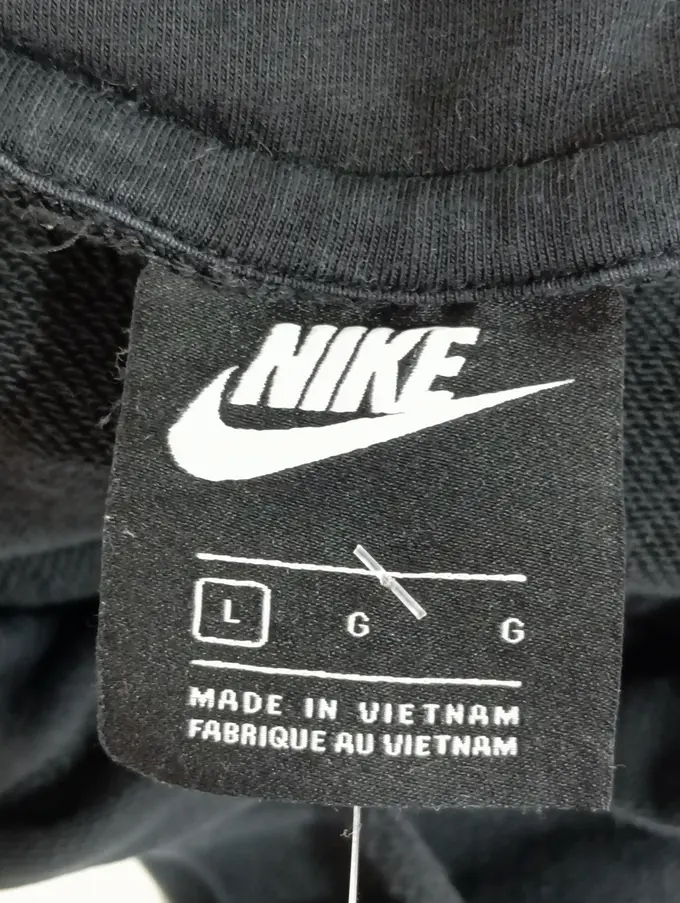 NIKE
L G G
MADE IN VIETNAM
FABRIQUE AU VIETNAM